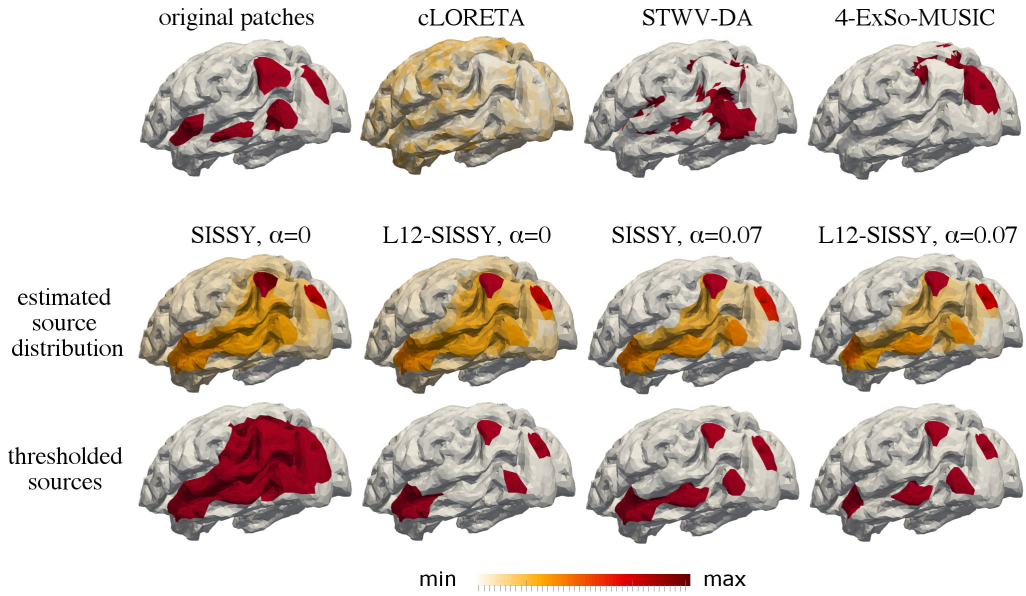 original patches
cLORETA
STWV-DA
4-ExSo-MUSIC
SISSY, α=0
L12-SISSY, α=0
SISSY, α=0.07
L12-SISSY, α=0.07
estimated
source
distribution
thresholded
sources
min
max